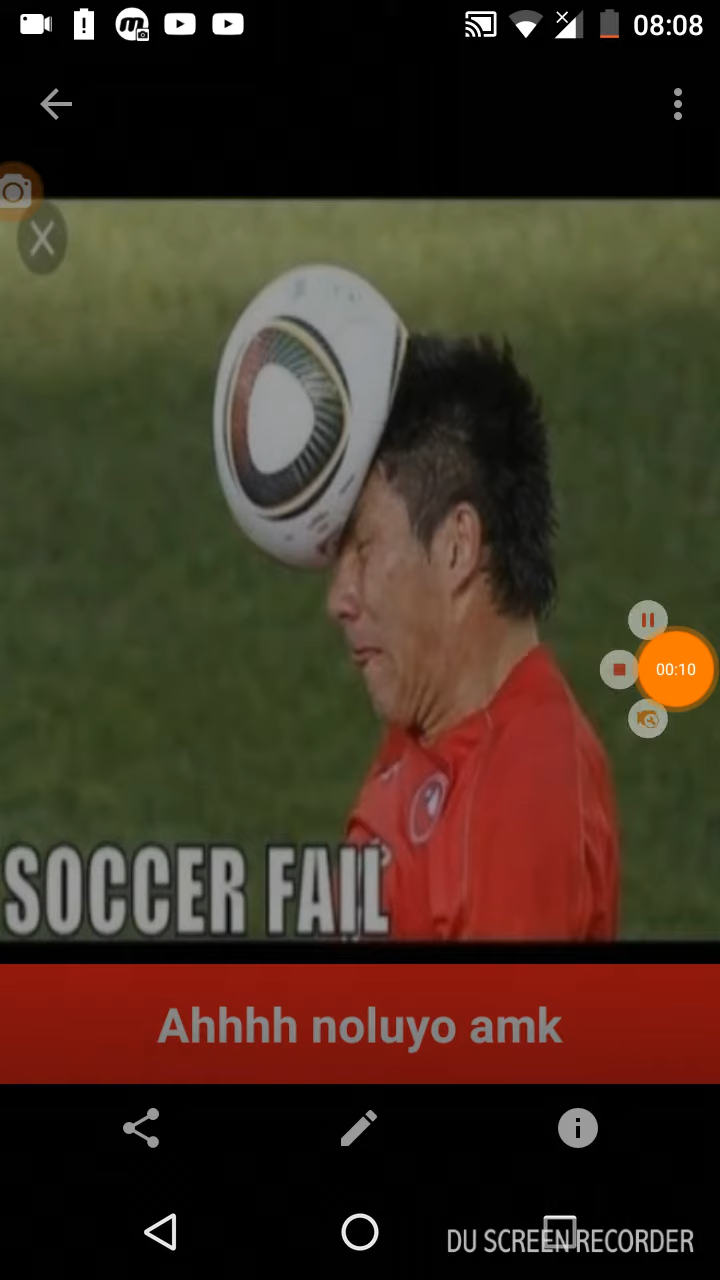 08:08
X
00:10
SOCCER FAIL
Ahhhh noluyo amk
DU SCREEN RECORDER